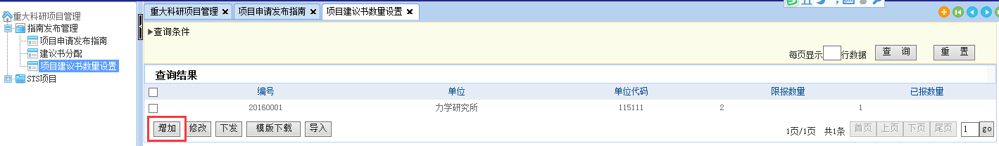 重大科研项目管理
指南发布管理
项目申请发布指南
建议书分配
项目建议书数量设置
STS项目
重大科研项目管理 项目申请发布指南 项目建议书数量设置
查询条件
每页显示 行数据 查 询 重 置
查询结果
编号 单位 单位代码 限报数量 已报数量
20160001 力学研究所 115111 2 1
增加 修改 下发 模版下载 导入 1页/1页 共1条 首页 上页 下页 尾页 1 go